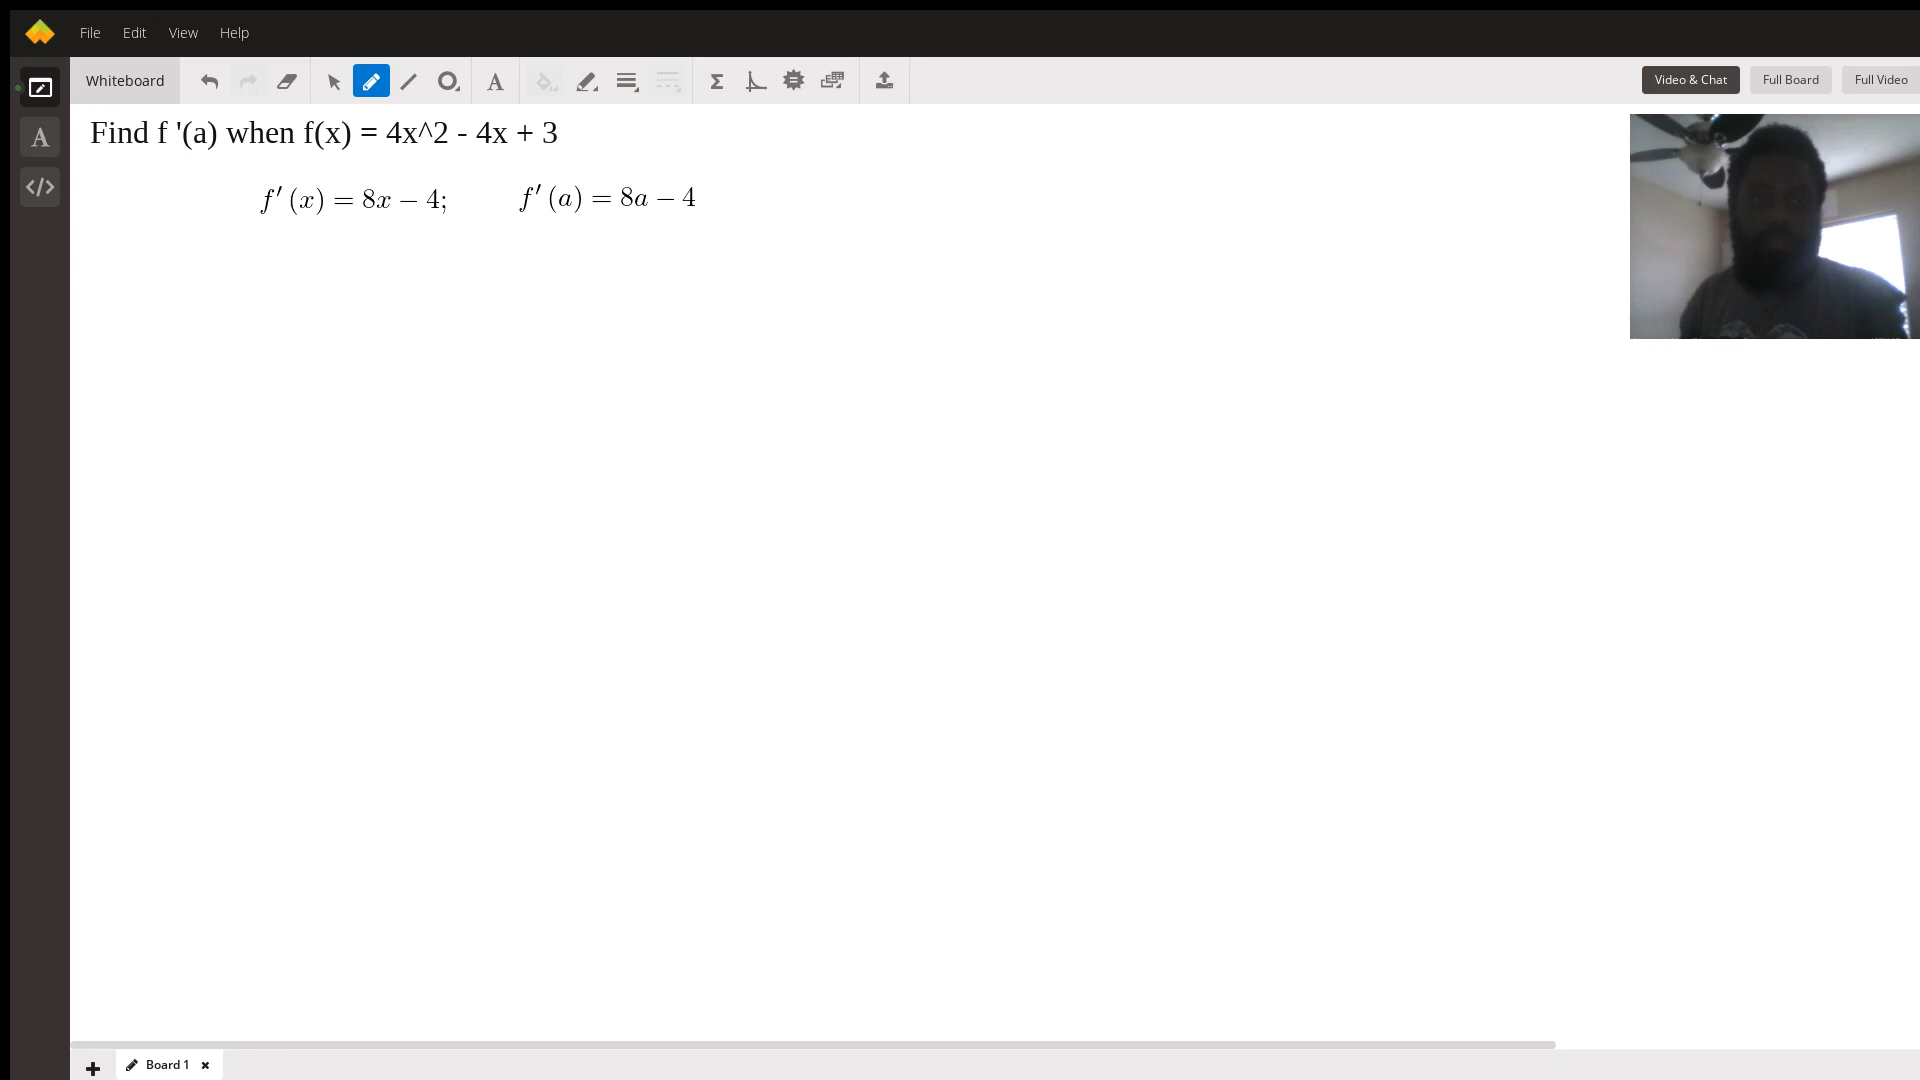 File Edit View Help
Whiteboard
Video & Chat Full Board Full Video
Find f '(a) when f(x) = 4x^2 - 4x + 3
f′ (x) = 8x − 4; f′ (a) = 8a − 4
Board 1